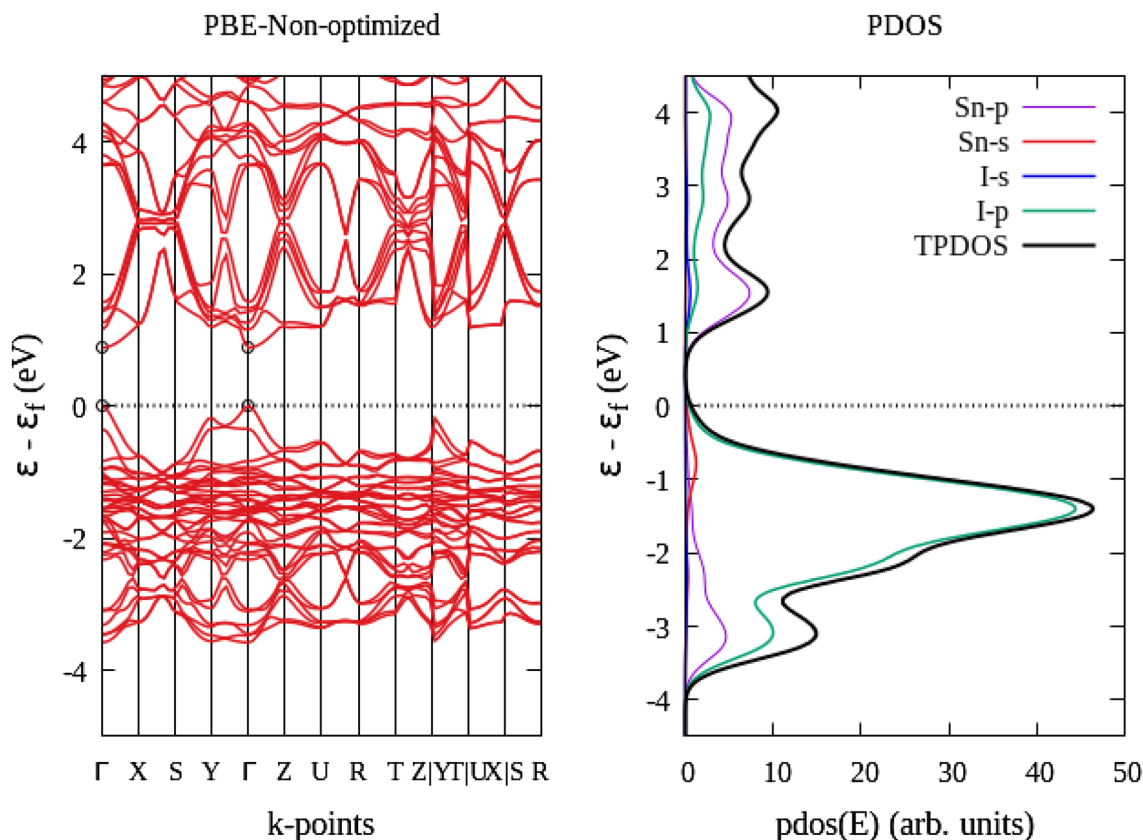 PBE-Non-optimized
4
2
0
-2
-4
ε - εf (eV)
Γ X S Y Γ Z U R T Z|YT|UX|S R
k-points
PDOS
4
3
2
1
0
-1
-2
-3
-4
ε - εf (eV)
Sn-p
Sn-s
I-s
I-p
TPDOS
0 10 20 30 40 50
pdos(E) (arb. units)